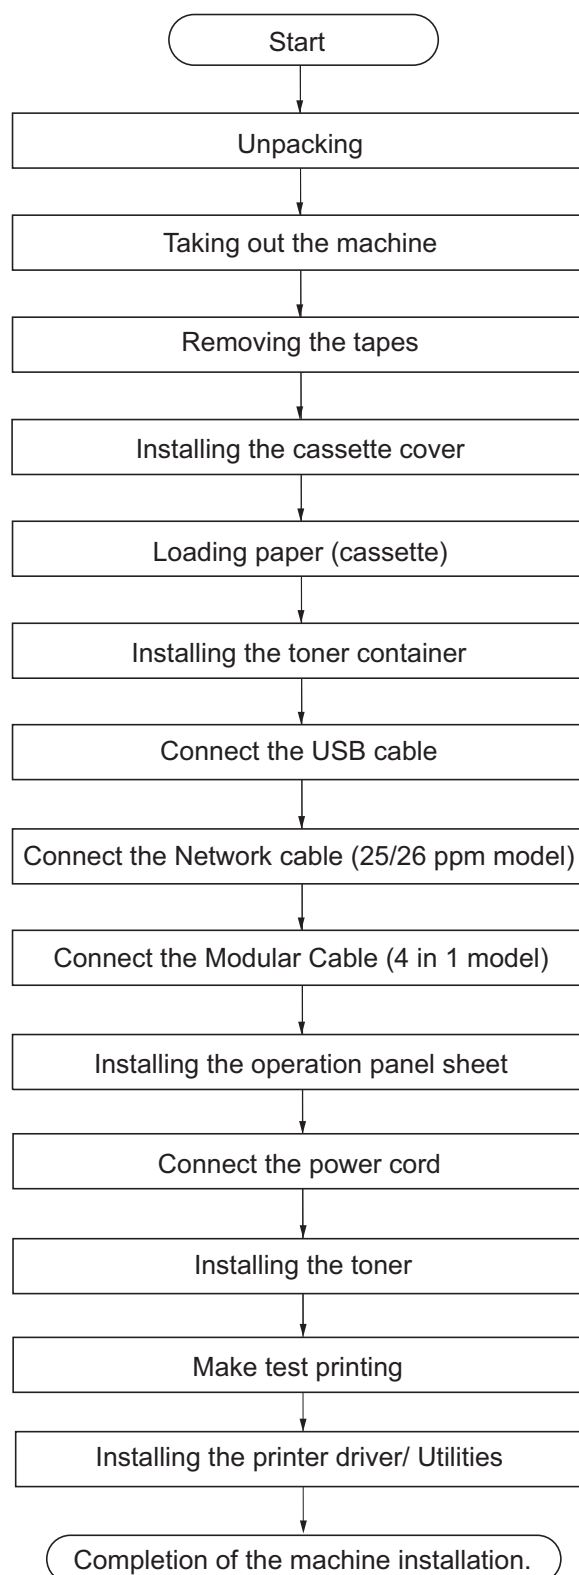 Start
Unpacking
Taking out the machine
Removing the tapes
Installing the cassette cover
Loading paper (cassette)
Installing the toner container
Connect the USB cable
Connect the Network cable (25/26 ppm model)
Connect the Modular Cable (4 in 1 model)
Installing the operation panel sheet
Connect the power cord
Installing the toner
Make test printing
Installing the printer driver/ Utilities
Completion of the machine installation.